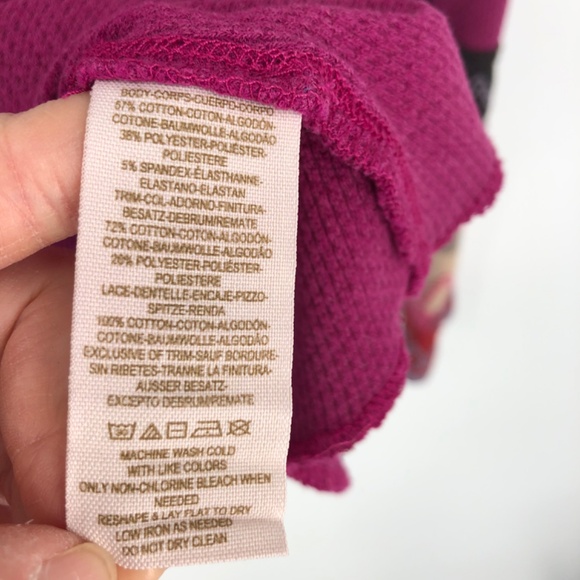 BODY-CORPS-CUERPO-CORPO
57% COTTON-COTON-ALGODÓN-
COTONE-BAUMWOLLE-ALGODÃO
38% POLYESTER-POLIÉSTER-
POLIESTERE
5% SPANDEX-ÉLASTHANNE-
ELASTANO-ELASTAN
TRIM-COL-ADORNO-FINITURA-
BESATZ-DEBRUM/REMATE
72% COTTON-COTON-ALGODÓN-
COTONE-BAUMWOLLE-ALGODÃO
28% POLYESTER-POLIÉSTER-
POLIESTERE
LACE-DENTELLE-ENCAJE-PIZZO-
SPITZE-RENDA
100% COTTON-COTON-ALGODÓN-
COTONE-BAUMWOLLE-ALGODÃO
EXCLUSIVE OF TRIM-SAUF BORDURE-
SIN RIBETES-TRANNE LA FINITURA-
AUSSER BESATZ-
EXCEPTO DEBRUM/REMATE
MACHINE WASH COLD
WITH LIKE COLORS
ONLY NON-CHLORINE BLEACH WHEN
NEEDED
RESHAPE & LAY FLAT TO DRY
LOW IRON AS NEEDED
DO NOT DRY CLEAN